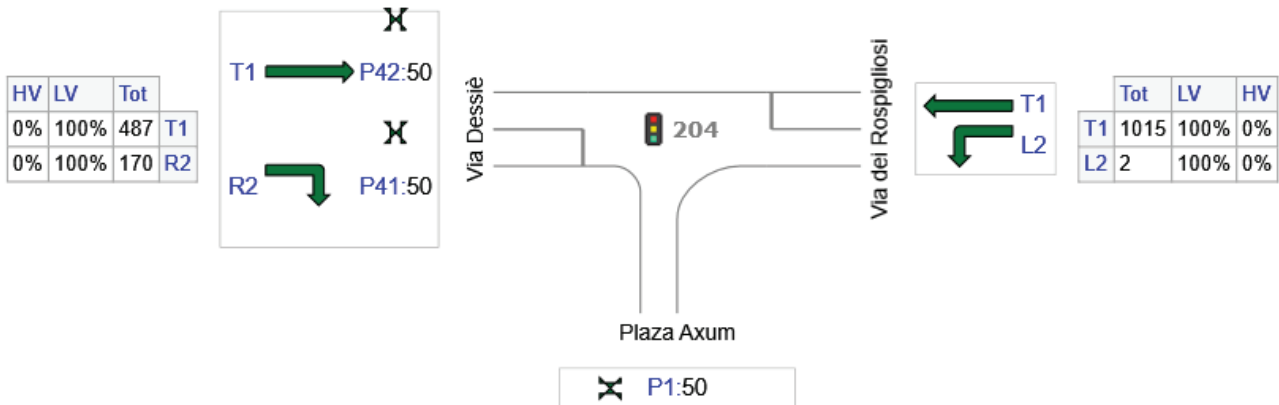 HV LV Tot
0% 100% 487 T1
0% 100% 170 R2
T1 P42:50
R2 P41:50
Via Dessiè
204
Via dei Rospigliosi
T1
L2
Tot LV HV
T1 1015 100% 0%
L2 2 100% 0%
Plaza Axum
P1:50